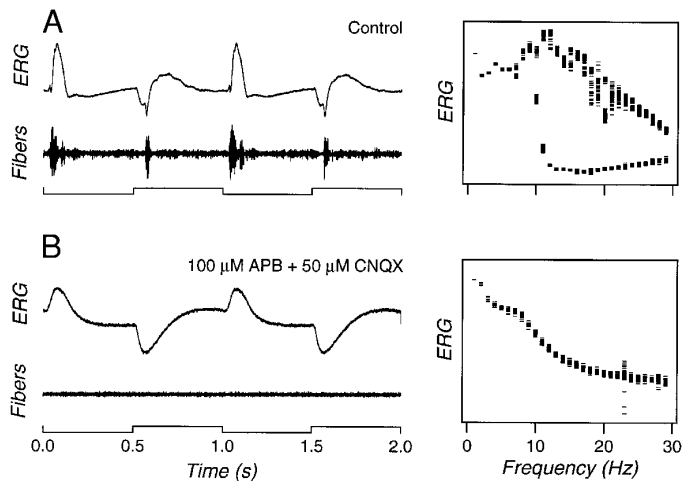 A
Control
ERG
Fibers
ERG
B
100 μM APB + 50 μM CNQX
ERG
Fibers
0.0 0.5 1.0 1.5 2.0
Time (s)
ERG
0 10 20 30
Frequency (Hz)